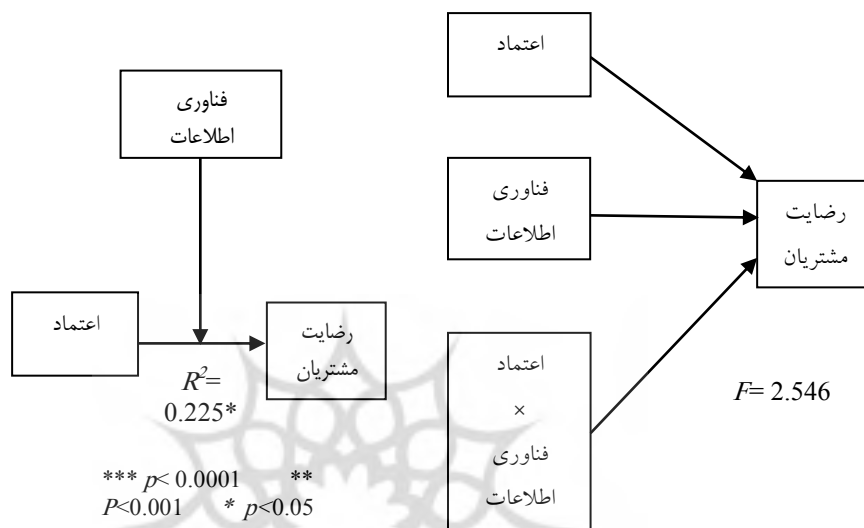 فناوری
اطلاعات
اعتماد
رضایت
مشتریان
R²=
0.225*
*** p< 0.0001 **
P<0.001 * p<0.05
اعتماد
فناوری
اطلاعات
اعتماد
×
فناوری
اطلاعات
رضایت
مشتریان
F= 2.546